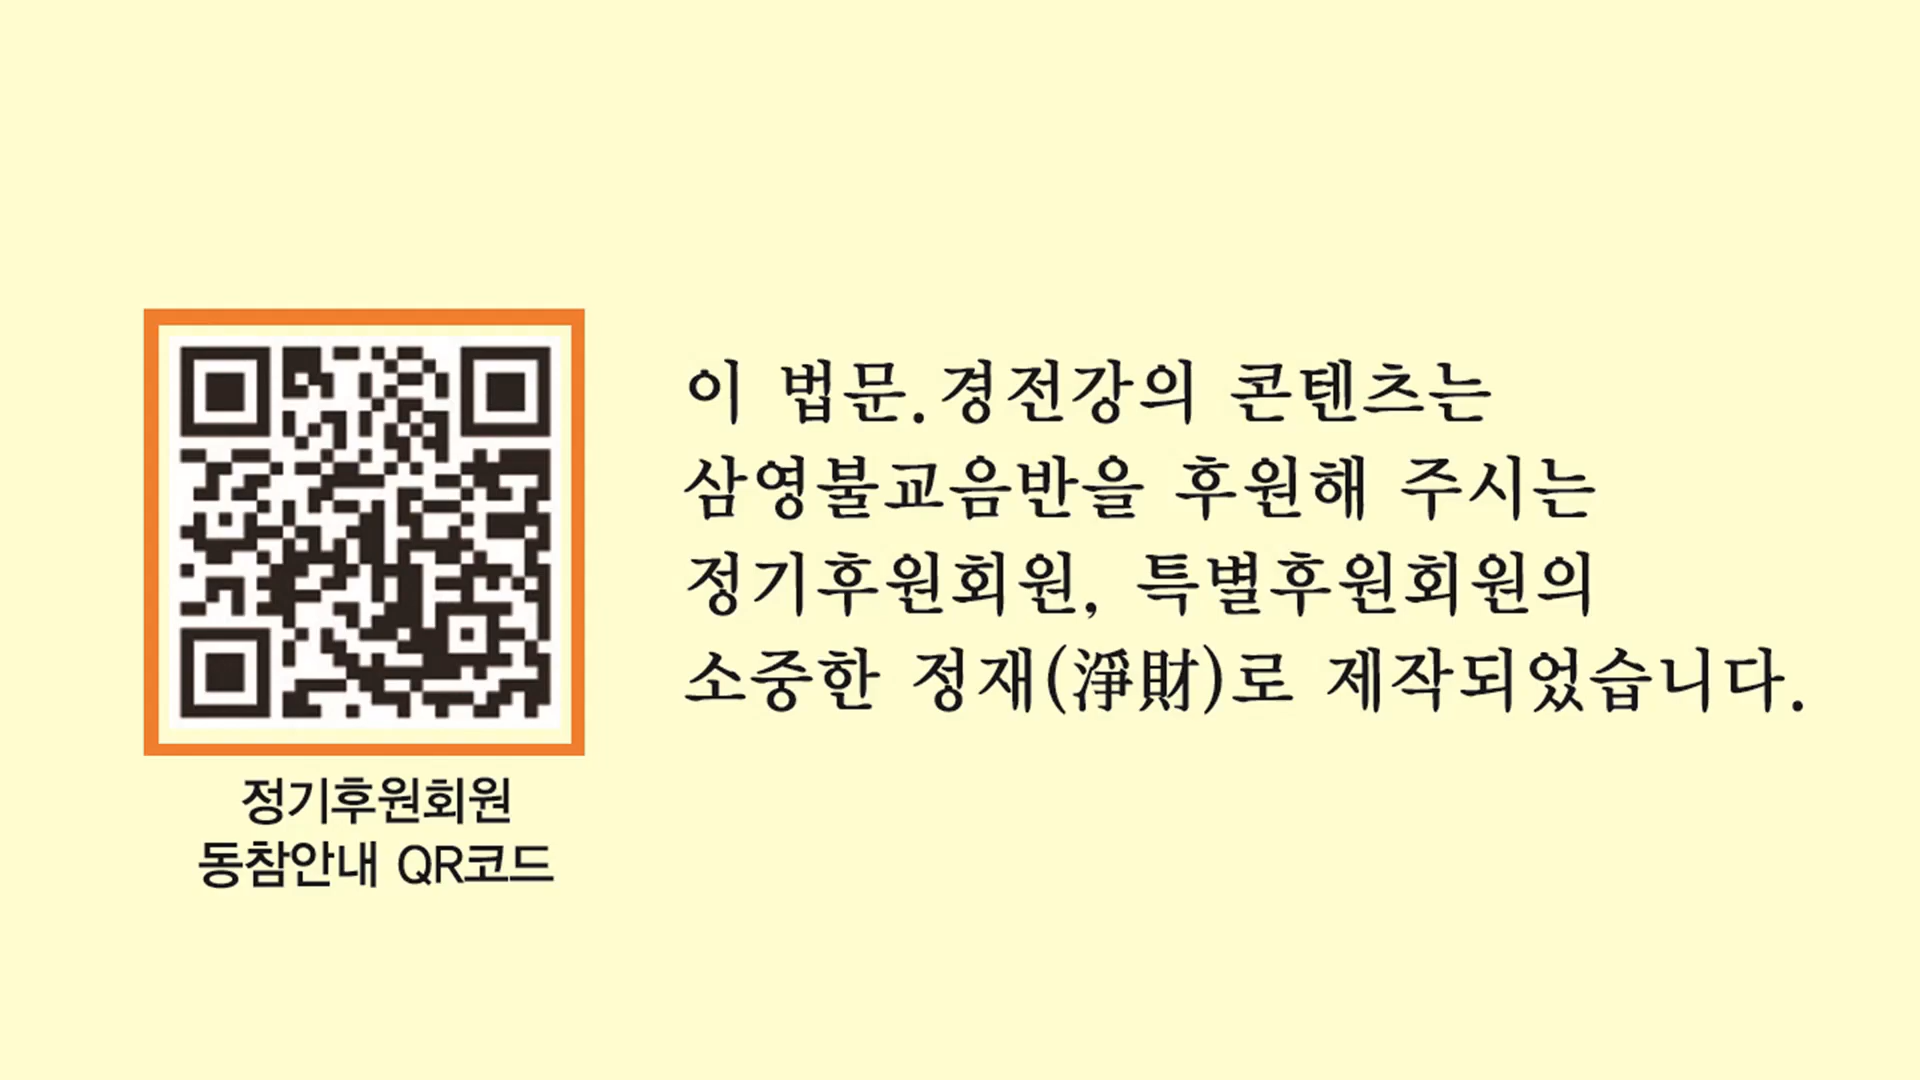 이 법문.경전강의 콘텐츠는
삼영불교음반을 후원해 주시는
정기후원회원, 특별후원회원의
소중한 정재(淨財)로 제작되었습니다.
정기후원회원
동참안내 QR코드